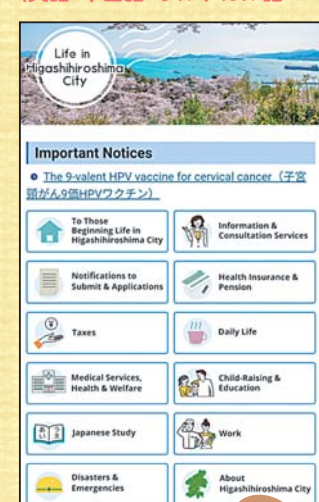 Life in
Higashihiroshima
City
Important Notices
The 9-valent HPV vaccine for cervical cancer（子宮
頸がん9価HPVワクチン）
To Those
Beginning Life in
Higashihiroshima City
Information &
Consultation Services
Notifications to
Submit & Applications
Health Insurance &
Pension
¥
Taxes
Daily Life
Medical Services,
Health & Welfare
Child-Raising &
Education
あ
Japanese Study
Work
Disasters &
Emergencies
About
Higashihiroshima City